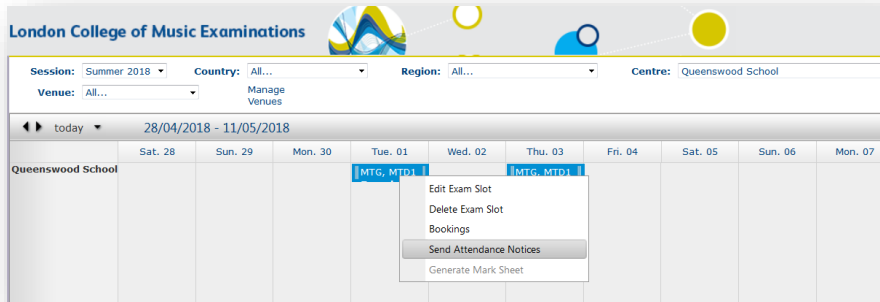 London College of Music Examinations
Session: Summer 2018 Country: All... Region: All... Centre: Queenswood School
Venue: All... Manage
Venues
today 28/04/2018 - 11/05/2018
Sat. 28 Sun. 29 Mon. 30 Tue. 01 Wed. 02 Thu. 03 Fri. 04 Sat. 05 Sun. 06 Mon. 07
Queenswood School MTG, MTD1 MTG, MTD1
Edit Exam Slot
Delete Exam Slot
Bookings
Send Attendance Notices
Generate Mark Sheet